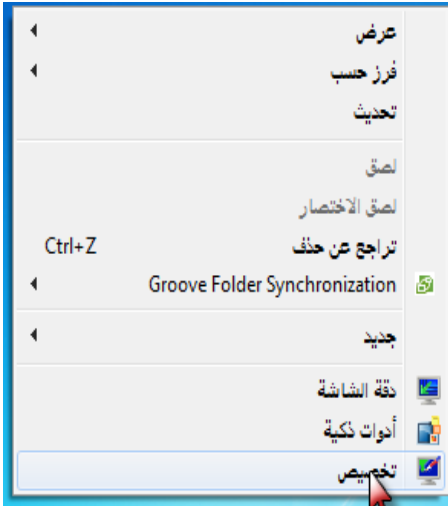 عرض
فرز حسب
تحديث
لصق
لصق الاختصار
تراجع عن حذف Ctrl+Z
Groove Folder Synchronization
جديد
دقة الشاشة
أدوات ذكية
تخصيص